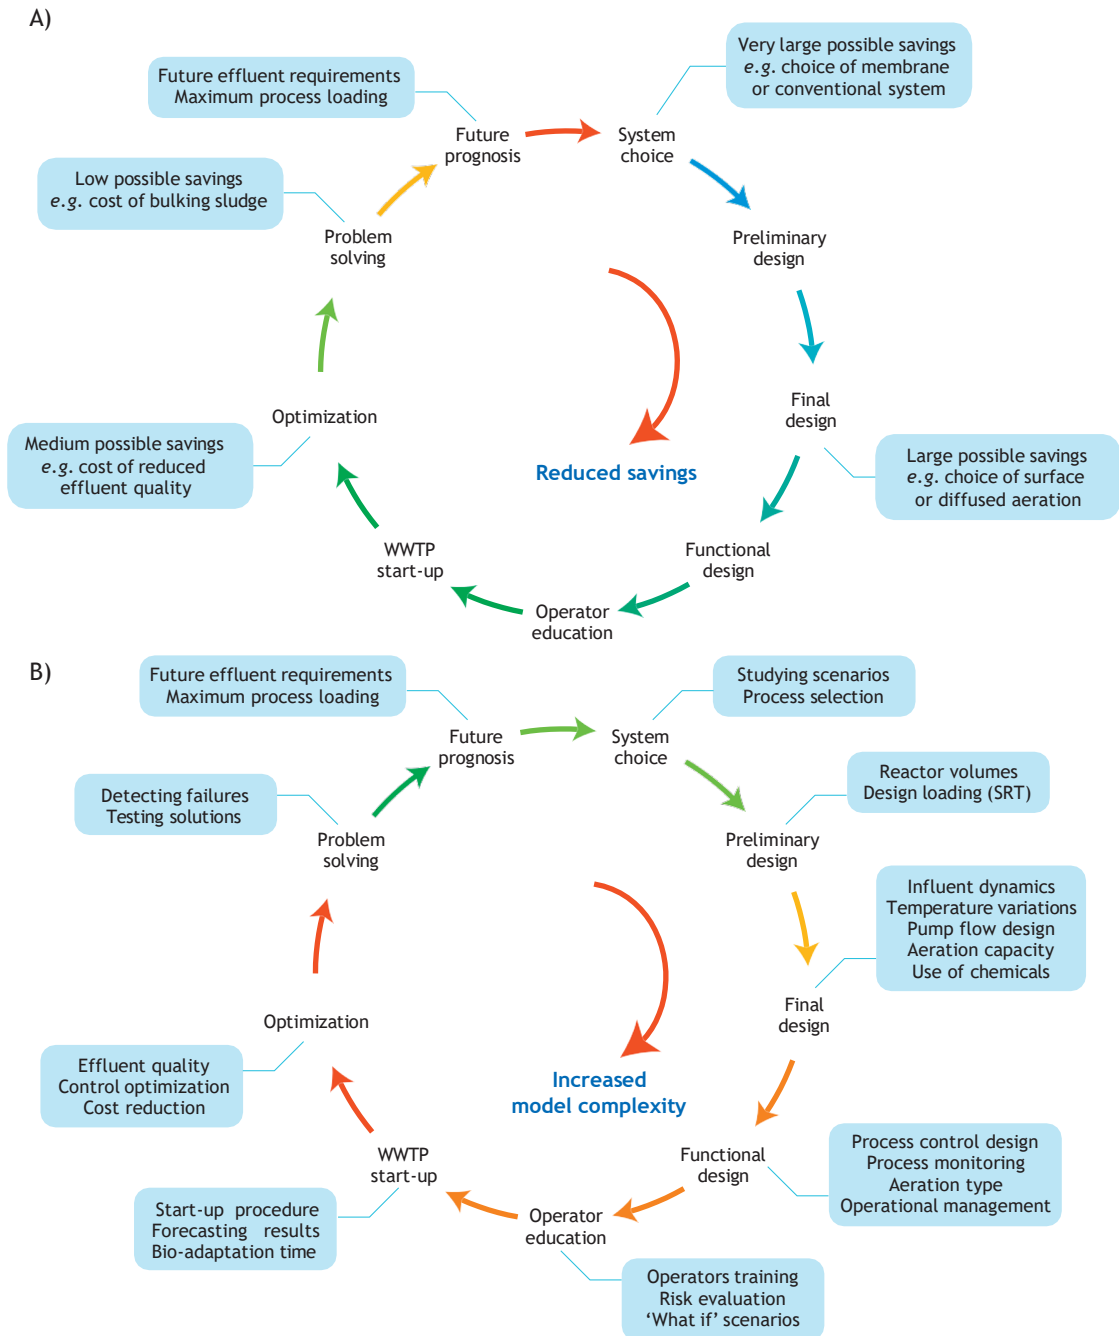 A)
Future effluent requirements
Maximum process loading
Very large possible savings
e.g. choice of membrane
or conventional system
Future
prognosis
System
choice
Low possible savings
e.g. cost of bulking sludge
Problem
solving
Preliminary
design
Optimization
Final
design
Medium possible savings
e.g. cost of reduced
effluent quality
Reduced savings
Large possible savings
e.g. choice of surface
or diffused aeration
WWTP
start-up
Functional
design
Operator
education
B)
Future effluent requirements
Maximum process loading
Studying scenarios
Process selection
Future
prognosis
System
choice
Detecting failures
Testing solutions
Reactor volumes
Design loading (SRT)
Problem
solving
Preliminary
design
Influent dynamics
Temperature variations
Pump flow design
Aeration capacity
Use of chemicals
Optimization
Final
design
Effluent quality
Control optimization
Cost reduction
Increased
model complexity
WWTP
start-up
Functional
design
Process control design
Process monitoring
Aeration type
Operational management
Start-up procedure
Forecasting results
Bio-adaptation time
Operator
education
Operators training
Risk evaluation
‘What if’ scenarios